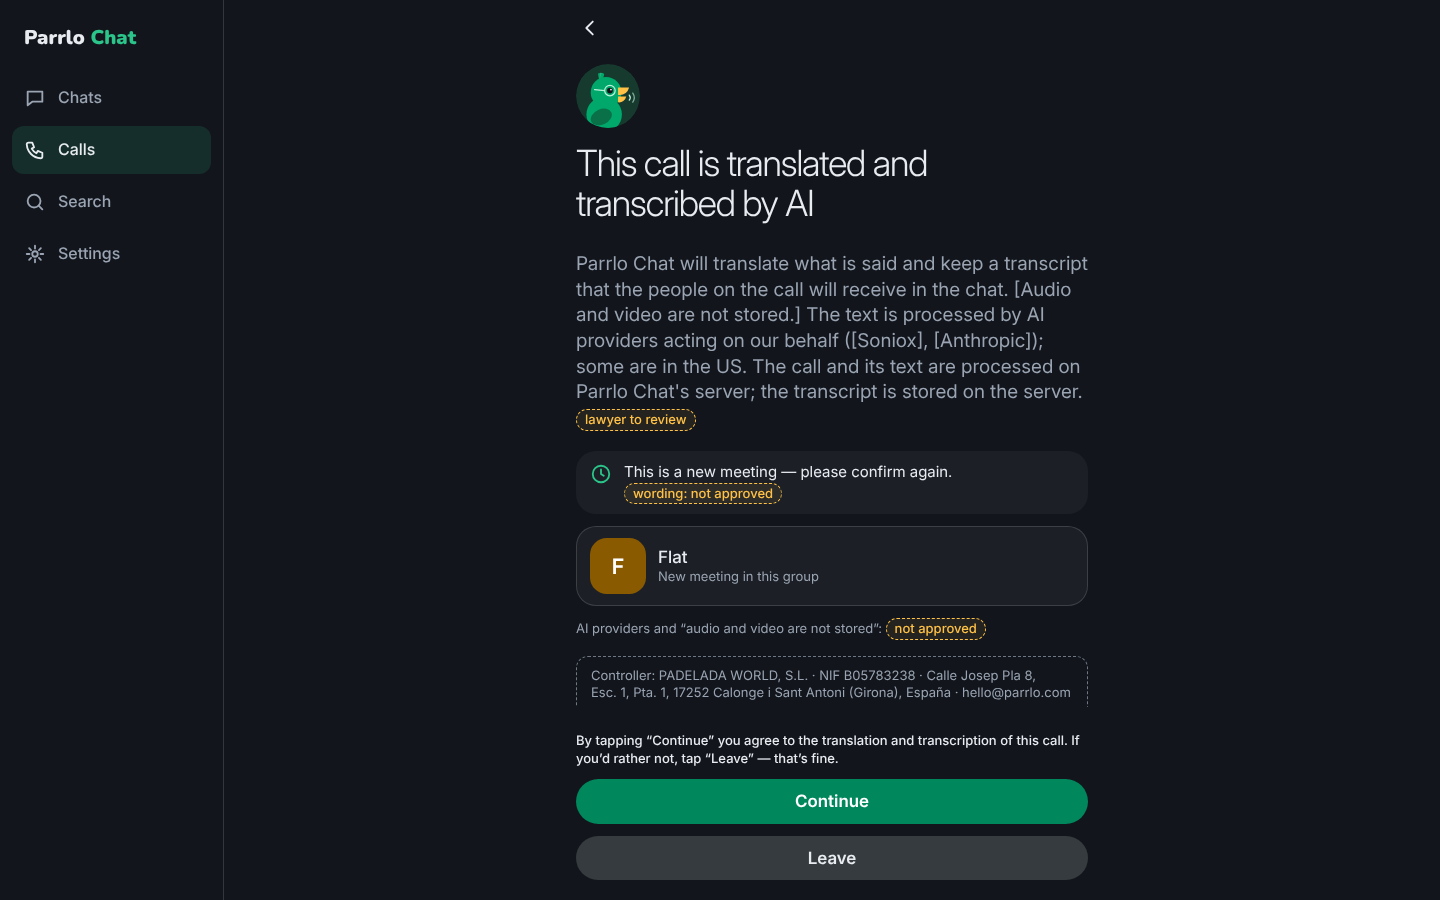 Parrlo Chat
Chats
Calls
Search
Settings
This call is translated and
transcribed by AI
Parrlo Chat will translate what is said and keep a transcript
that the people on the call will receive in the chat. [Audio
and video are not stored.] The text is processed by AI
providers acting on our behalf ([Soniox], [Anthropic]);
some are in the US. The call and its text are processed on
Parrlo Chat's server; the transcript is stored on the server.
lawyer to review
This is a new meeting — please confirm again.
wording: not approved
F
Flat
New meeting in this group
AI providers and “audio and video are not stored”: not approved
Controller: PADELADA WORLD, S.L. · NIF B05783238 · Calle Josep Pla 8,
Esc. 1, Pta. 1, 17252 Calonge i Sant Antoni (Girona), España · hello@parrlo.com
By tapping “Continue” you agree to the translation and transcription of this call. If
you’d rather not, tap “Leave” — that’s fine.
Continue
Leave